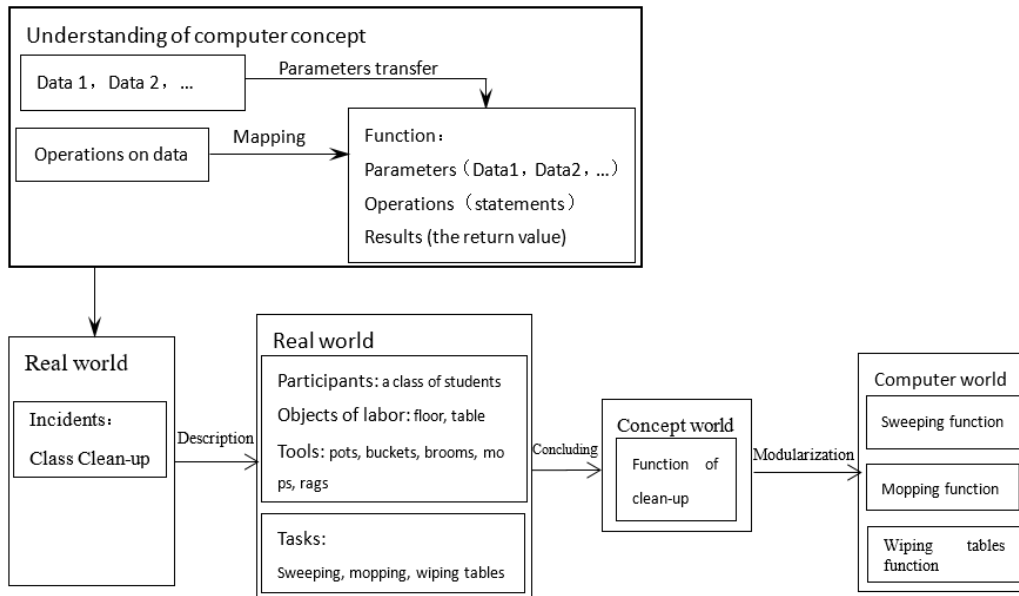 Understanding of computer concept
Data 1，Data 2，…
Parameters transfer
Operations on data
Mapping
Function：
Parameters（Data1，Data2，…）
Operations（statements）
Results (the return value)
Real world
Incidents：
Class Clean-up
Description
Real world
Participants: a class of students
Objects of labor: floor, table
Tools: pots, buckets, brooms, mo
ps, rags
Tasks:
Sweeping, mopping, wiping tables
Concluding
Concept world
Function of
clean-up
Modularization
Computer world
Sweeping function
Mopping function
Wiping tables
function